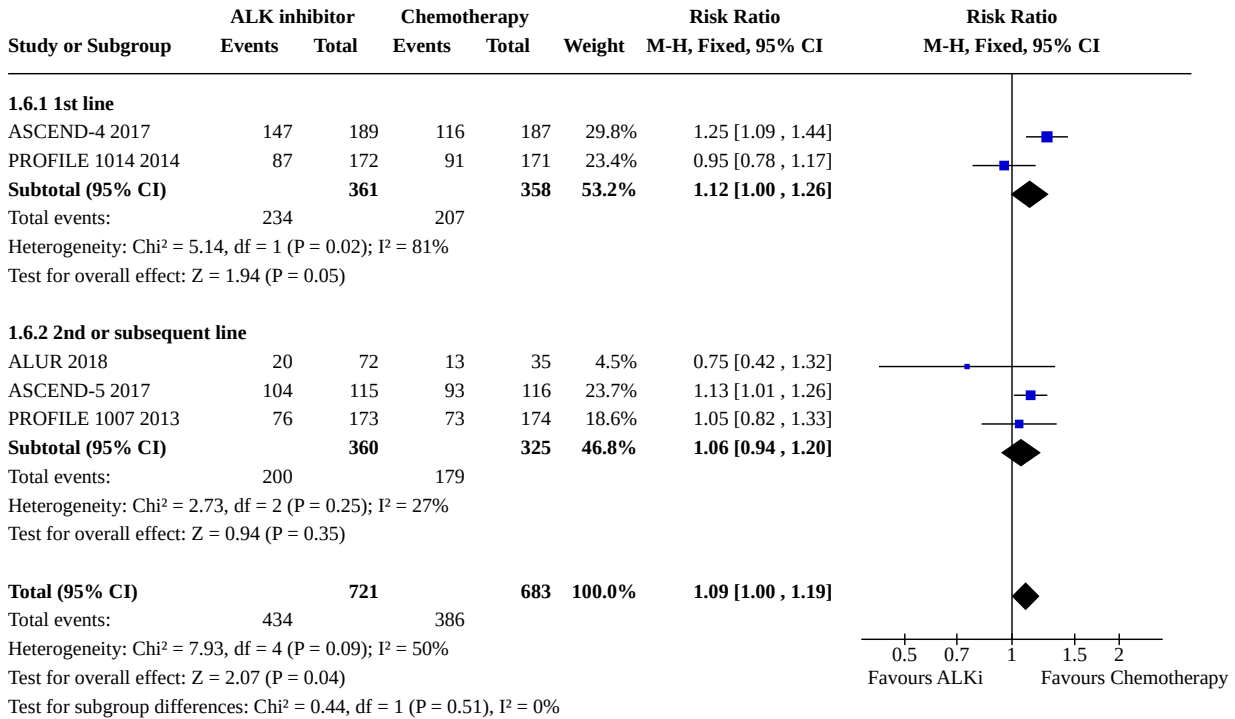 ALK inhibitor Chemotherapy Risk Ratio Risk Ratio
Study or Subgroup Events Total Events Total Weight M-H, Fixed, 95% CI M-H, Fixed, 95% CI
1.6.1 1st line
ASCEND-4 2017 147 189 116 187 29.8% 1.25 [1.09 , 1.44]
PROFILE 1014 2014 87 172 91 171 23.4% 0.95 [0.78 , 1.17]
Subtotal (95% CI) 361 358 53.2% 1.12 [1.00 , 1.26]
Total events: 234 207
Heterogeneity: Chi² = 5.14, df = 1 (P = 0.02); I² = 81%
Test for overall effect: Z = 1.94 (P = 0.05)
1.6.2 2nd or subsequent line
ALUR 2018 20 72 13 35 4.5% 0.75 [0.42 , 1.32]
ASCEND-5 2017 104 115 93 116 23.7% 1.13 [1.01 , 1.26]
PROFILE 1007 2013 76 173 73 174 18.6% 1.05 [0.82 , 1.33]
Subtotal (95% CI) 360 325 46.8% 1.06 [0.94 , 1.20]
Total events: 200 179
Heterogeneity: Chi² = 2.73, df = 2 (P = 0.25); I² = 27%
Test for overall effect: Z = 0.94 (P = 0.35)
Total (95% CI) 721 683 100.0% 1.09 [1.00 , 1.19]
Total events: 434 386
Heterogeneity: Chi² = 7.93, df = 4 (P = 0.09); I² = 50%
0.5 0.7 1 1.5 2
Test for overall effect: Z = 2.07 (P = 0.04) Favours ALKi Favours Chemotherapy
Test for subgroup differences: Chi² = 0.44, df = 1 (P = 0.51), I² = 0%